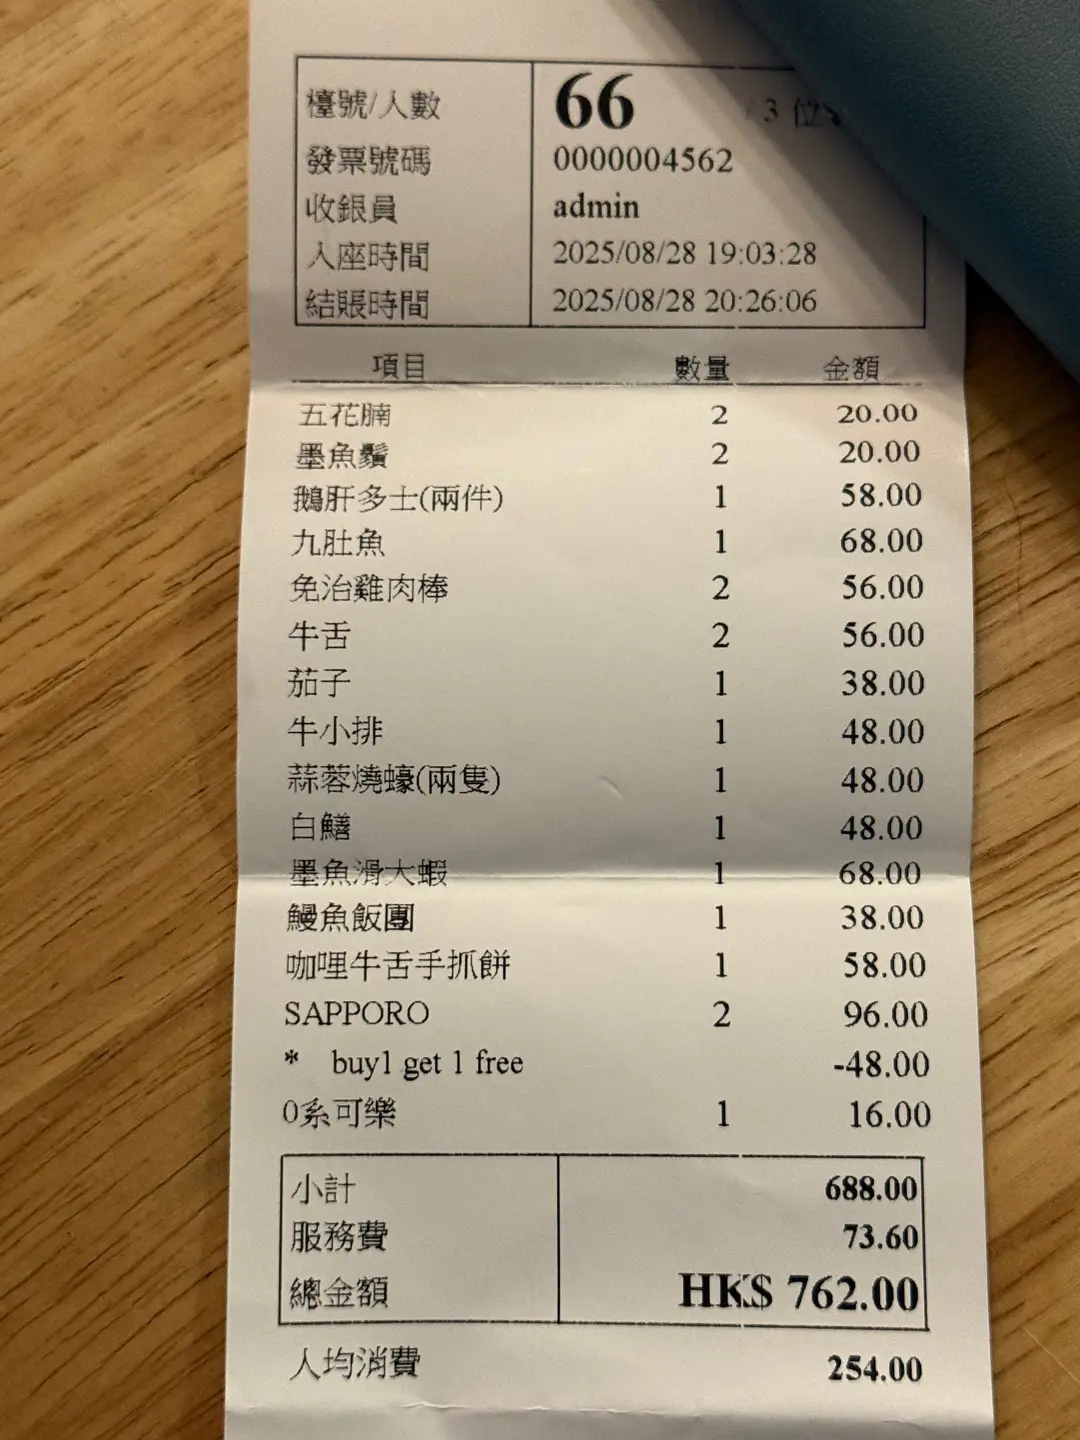 檯號/人數 66 / 3 位
發票號碼 0000004562
收銀員 admin
入座時間 2025/08/28 19:03:28
結賬時間 2025/08/28 20:26:06
項目 數量 金額
五花腩 2 20.00
墨魚鬚 2 20.00
鵝肝多士(兩件) 1 58.00
九肚魚 1 68.00
免治雞肉棒 2 56.00
牛舌 2 56.00
茄子 1 38.00
牛小排 1 48.00
蒜蓉燒蠔(兩隻) 1 48.00
白鱔 1 48.00
墨魚滑大蝦 1 68.00
鰻魚飯團 1 38.00
咖哩牛舌手抓餅 1 58.00
SAPPORO 2 96.00
* buy1 get 1 free -48.00
0系可樂 1 16.00
小計 688.00
服務費 73.60
總金額 HK$ 762.00
人均消費 254.00